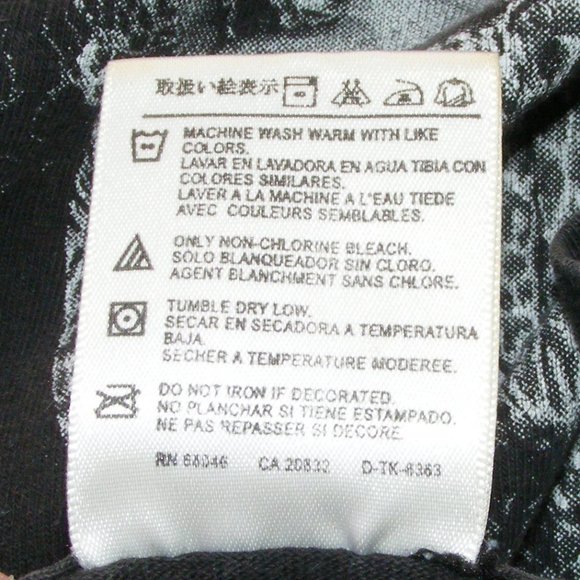 取扱い絵表示
MACHINE WASH WARM WITH LIKE
COLORS.
LAVAR EN LAVADORA EN AGUA TIBIA CON
COLORES SIMILARES.
LAVER A LA MACHINE A L'EAU TIEDE
AVEC COULEURS SEMBLABLES.
ONLY NON-CHLORINE BLEACH.
SOLO BLANQUEADOR SIN CLORO.
AGENT BLANCHMENT SANS CHLORE.
TUMBLE DRY LOW.
SECAR EN SECADORA A TEMPERATURA
BAJA.
SECHER A TEMPERATURE MODEREE.
DO NOT IRON IF DECORATED.
NO PLANCHAR SI TIENE ESTAMPADO.
NE PAS REPASSER SI DECORE.
RN CA 20832 D-TK-6363